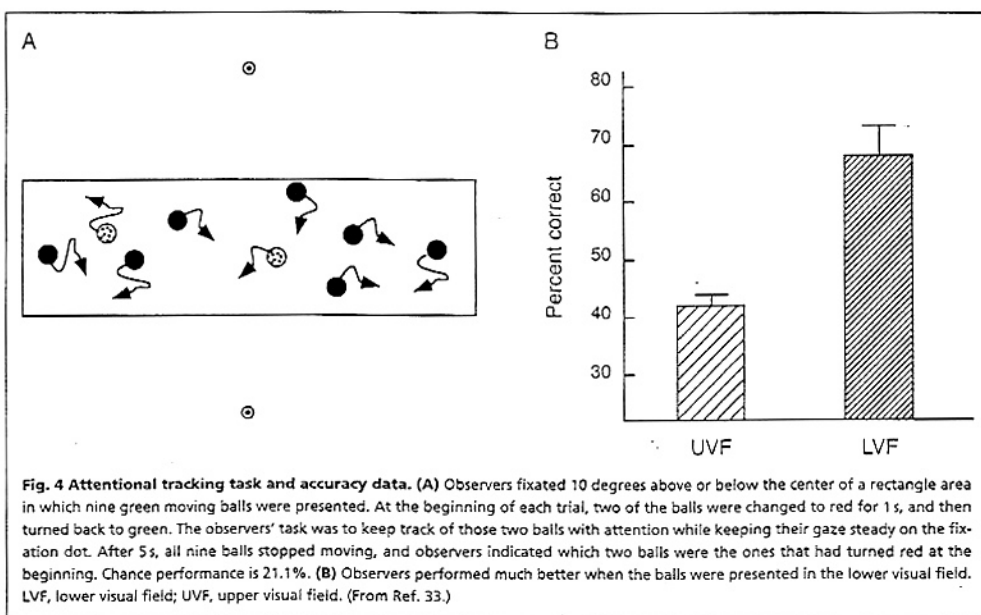 A
B
80
70
60
50
40
30
Percent correct
UVF
LVF
Fig. 4 Attentional tracking task and accuracy data. (A) Observers fixated 10 degrees above or below the center of a rectangle area
in which nine green moving balls were presented. At the beginning of each trial, two of the balls were changed to red for 1 s, and then
turned back to green. The observers' task was to keep track of those two balls with attention while keeping their gaze steady on the fix-
ation dot. After 5 s, all nine balls stopped moving, and observers indicated which two balls were the ones that had turned red at the
beginning. Chance performance is 21.1%. (B) Observers performed much better when the balls were presented in the lower visual field.
LVF, lower visual field; UVF, upper visual field. (From Ref. 33.)